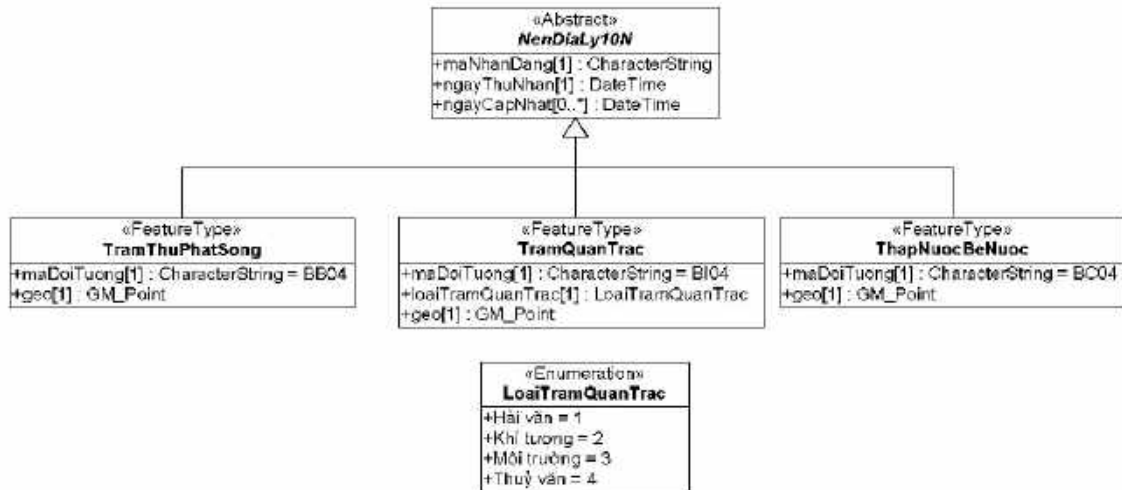 «Abstract»
NenDiaLy10N
+maNhanDang[1] : CharacterString
+ngayThuNhan[1] : DateTime
+ngayCapNhat[0..*] : DateTime
«FeatureType»
TramThuPhatSong
+maDoiTuong[1] : CharacterString = BB04
+geo[1] : GM_Point
«FeatureType»
TramQuanTrac
+maDoiTuong[1] : CharacterString = BI04
+loaiTramQuanTrac[1] : LoaiTramQuanTrac
+geo[1] : GM_Point
«FeatureType»
ThapNuocBeNuoc
+maDoiTuong[1] : CharacterString = BC04
+geo[1] : GM_Point
«Enumeration»
LoaiTramQuanTrac
+Hải văn = 1
+Khí tượng = 2
+Môi trường = 3
+Thuỷ văn = 4